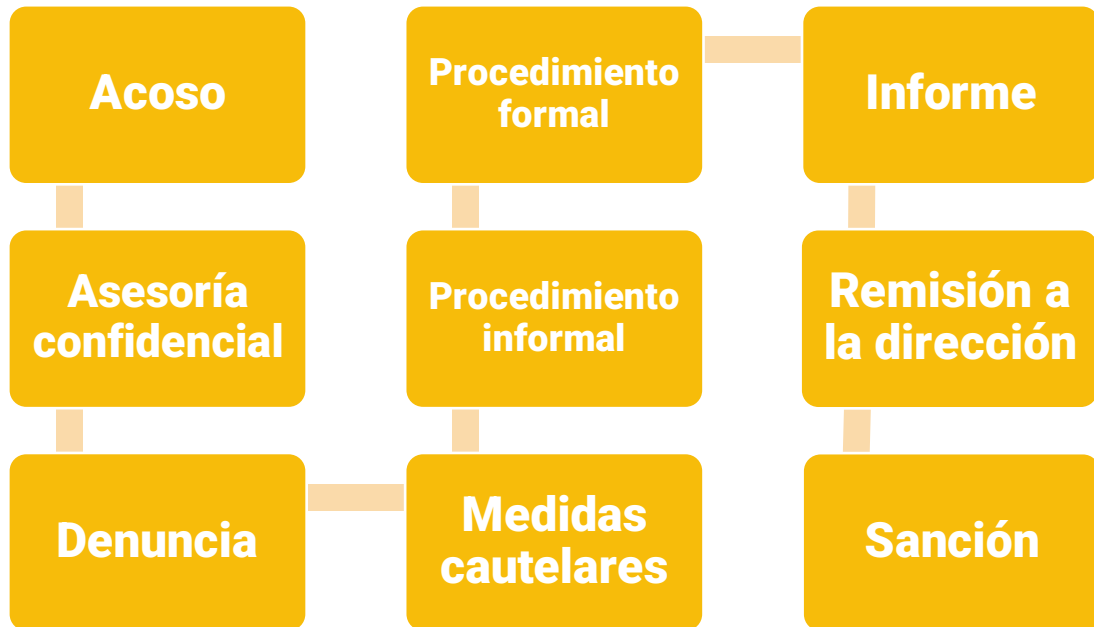 Acoso
Asesoría
confidencial
Denuncia
Medidas
cautelares
Procedimiento
informal
Procedimiento
formal
Informe
Remisión a
la dirección
Sanción